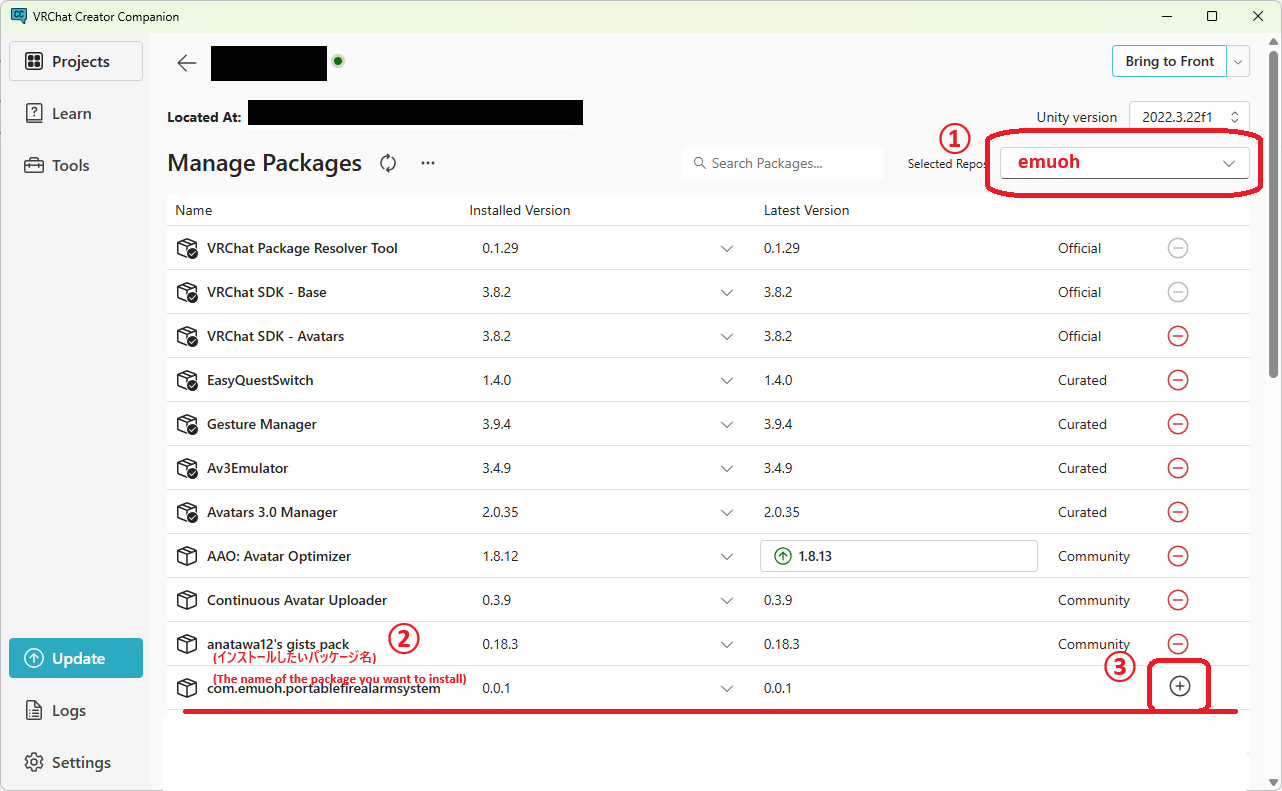 VRChat Creator Companion
Projects
Learn
Tools
Update
Logs
Settings
Bring to Front
Located At:
Unity version 2022.3.22f1
①
Manage Packages
Search Packages...
Selected Repos
emuoh
Name Installed Version Latest Version
VRChat Package Resolver Tool 0.1.29 0.1.29 Official
VRChat SDK - Base 3.8.2 3.8.2 Official
VRChat SDK - Avatars 3.8.2 3.8.2 Official
EasyQuestSwitch 1.4.0 1.4.0 Curated
Gesture Manager 3.9.4 3.9.4 Curated
Av3Emulator 3.4.9 3.4.9 Curated
Avatars 3.0 Manager 2.0.35 2.0.35 Curated
AAO: Avatar Optimizer 1.8.12 1.8.13 Community
Continuous Avatar Uploader 0.3.9 0.3.9 Community
anatawa12's gists pack 0.18.3 0.18.3 Community
②
(インストールしたいパッケージ名)
③
(The name of the package you want to install)
com.emuoh.portablefirealarmsystem 0.0.1 0.0.1